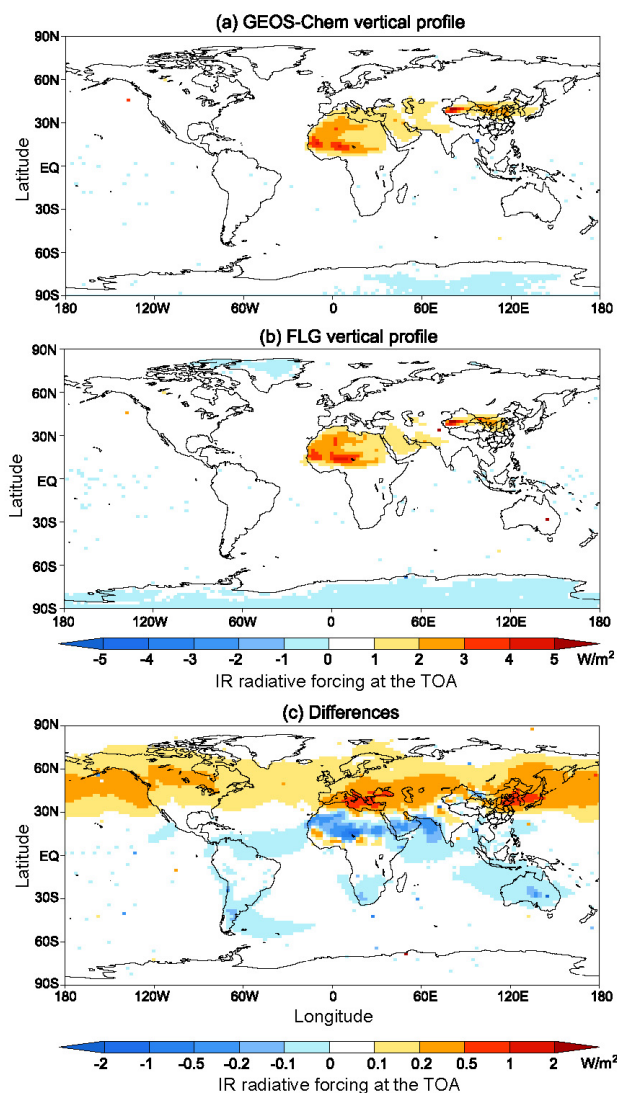 (a) GEOS-Chem vertical profile
90N
60N
30N
EQ
30S
60S
90S
Latitude
180 120W 60W 0 60E 120E 180
(b) FLG vertical profile
90N
60N
30N
EQ
30S
60S
90S
Latitude
180 120W 60W 0 60E 120E 180
-5 -4 -3 -2 -1 0 1 2 3 4 5 W/m²
IR radiative forcing at the TOA
(c) Differences
90N
60N
30N
EQ
30S
60S
90S
Latitude
180 120W 60W 0 60E 120E 180
Longitude
-2 -1 -0.5 -0.2 -0.1 0 0.1 0.2 0.5 1 2 W/m²
IR radiative forcing at the TOA